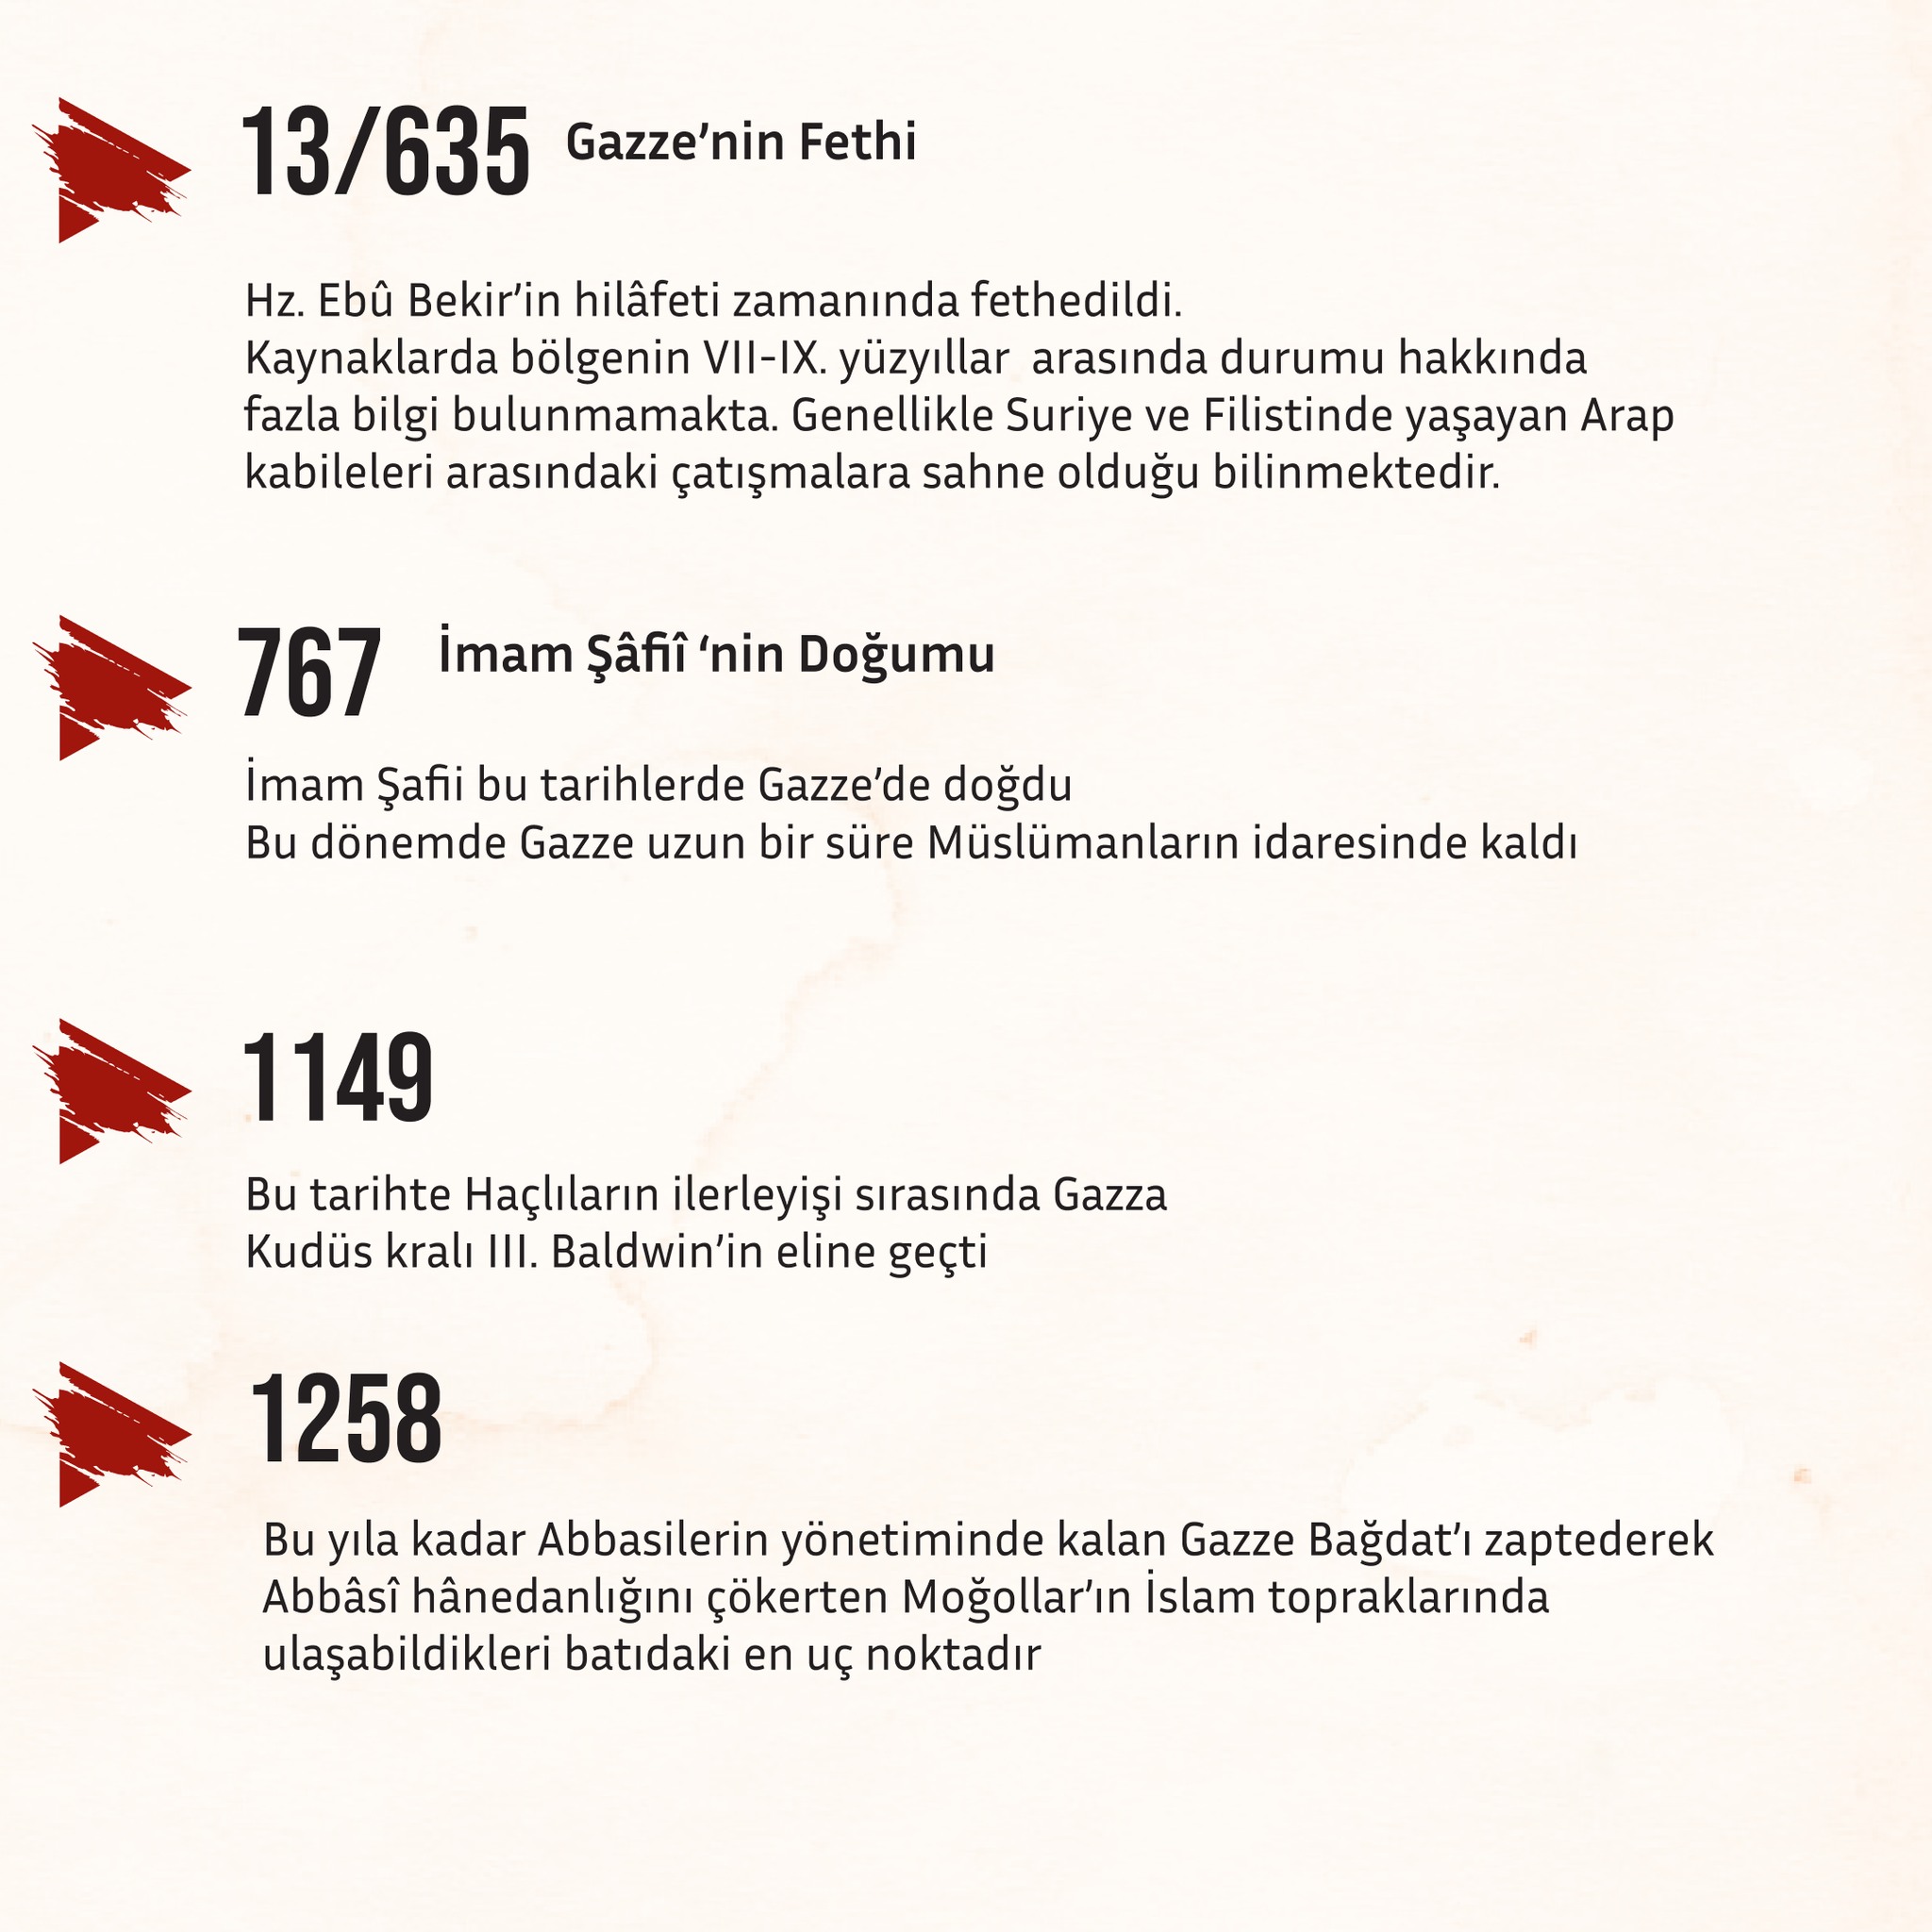 13/635 Gazze’nin Fethi
Hz. Ebû Bekir’in hilâfeti zamanında fethedildi.
Kaynaklarda bölgenin VII-IX. yüzyıllar  arasında durumu hakkında
fazla bilgi bulunmamakta. Genellikle Suriye ve Filistinde yaşayan Arap
kabileleri arasındaki çatışmalara sahne olduğu bilinmektedir.
767 İmam Şâfiî ‘nin Doğumu
İmam Şafii bu tarihlerde Gazze’de doğdu
Bu dönemde Gazze uzun bir süre Müslümanların idaresinde kaldı
1149
Bu tarihte Haçlıların ilerleyişi sırasında Gazza
Kudüs kralı III. Baldwin’in eline geçti
1258
Bu yıla kadar Abbasilerin yönetiminde kalan Gazze Bağdat’ı zaptederek
Abbâsî hânedanlığını çökerten Moğollar’ın İslam topraklarında
ulaşabildikleri batıdaki en uç noktadır